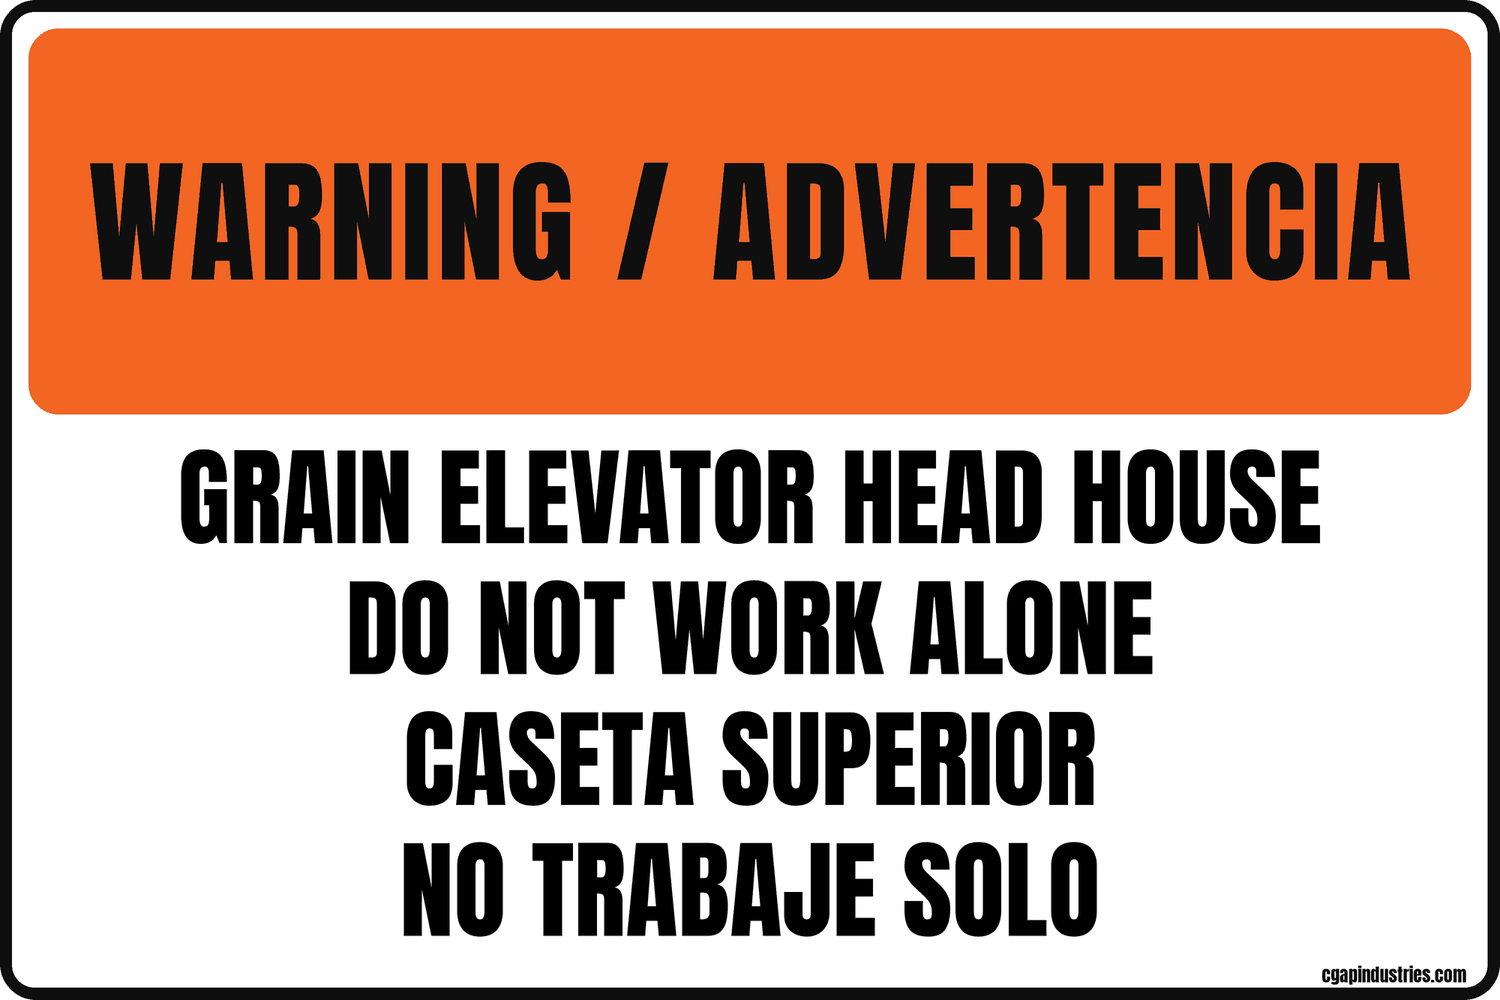 WARNING / ADVERTENCIA
GRAIN ELEVATOR HEAD HOUSE
DO NOT WORK ALONE
CASETA SUPERIOR
NO TRABAJE SOLO
cgapindustries.com